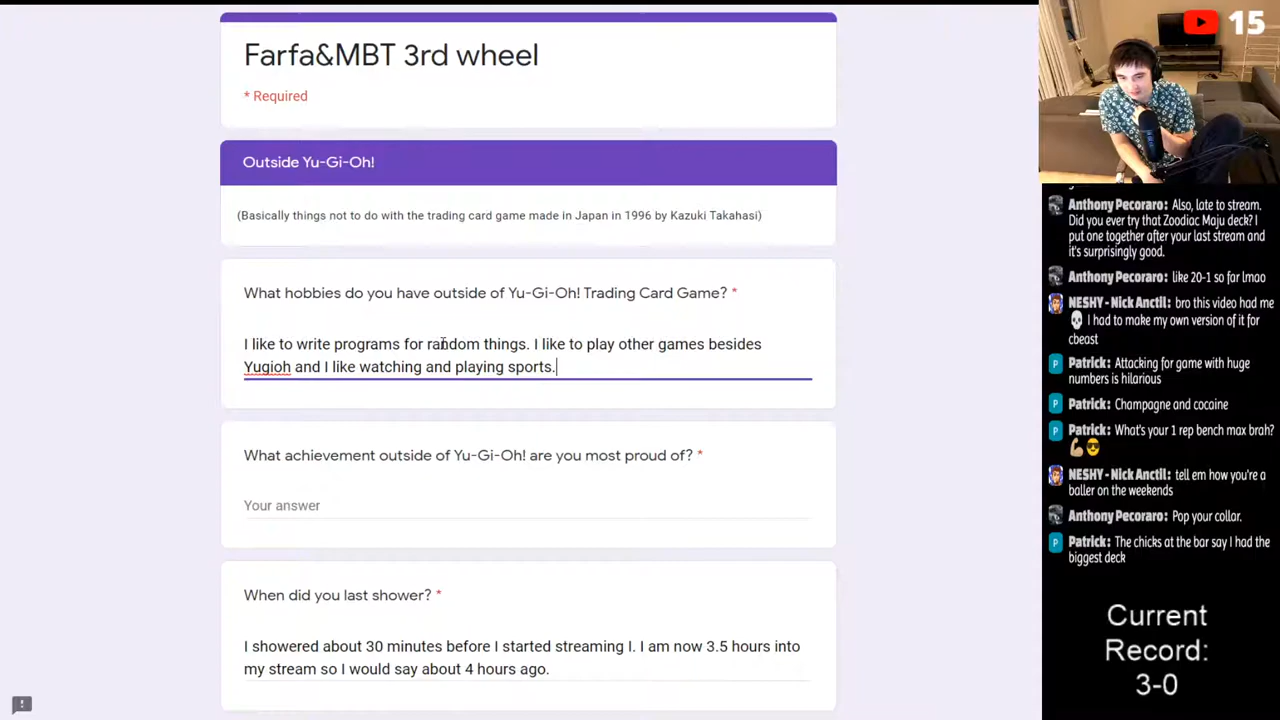 Farfa&MBT 3rd wheel
* Required
Outside Yu-Gi-Oh!
(Basically things not to do with the trading card game made in Japan in 1996 by Kazuki Takahasi)
What hobbies do you have outside of Yu-Gi-Oh! Trading Card Game? *
I like to write programs for random things. I like to play other games besides
Yugioh and I like watching and playing sports.
What achievement outside of Yu-Gi-Oh! are you most proud of? *
Your answer
When did you last shower? *
I showered about 30 minutes before I started streaming I. I am now 3.5 hours into
my stream so I would say about 4 hours ago.
15
Anthony Pecoraro: Also, late to stream.
Did you ever try that Zoodiac Maju deck? I
put one together after your last stream and
it's surprisingly good.
Anthony Pecoraro: like 20-1 so far lmao
NESHY - Nick Anctil: bro this video had me
💀 I had to make my own version of it for
cbeast
P Patrick: Attacking for game with huge
numbers is hilarious
P Patrick: Champagne and cocaine
P Patrick: What's your 1 rep bench max brah?
💪😎
NESHY - Nick Anctil: tell em how you're a
baller on the weekends
Anthony Pecoraro: Pop your collar.
P Patrick: The chicks at the bar say I had the
biggest deck
Current
Record:
3-0